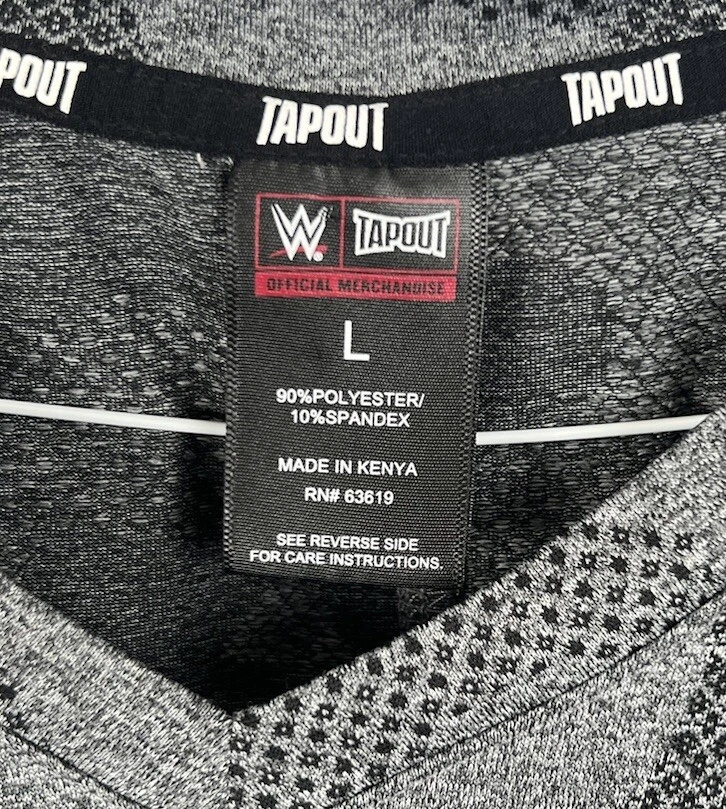 TAPOUT
TAPOUT
POUT
W TAPOUT
OFFICIAL MERCHANDISE
L
90%POLYESTER/
10%SPANDEX
MADE IN KENYA
RN# 63619
SEE REVERSE SIDE
FOR CARE INSTRUCTIONS.